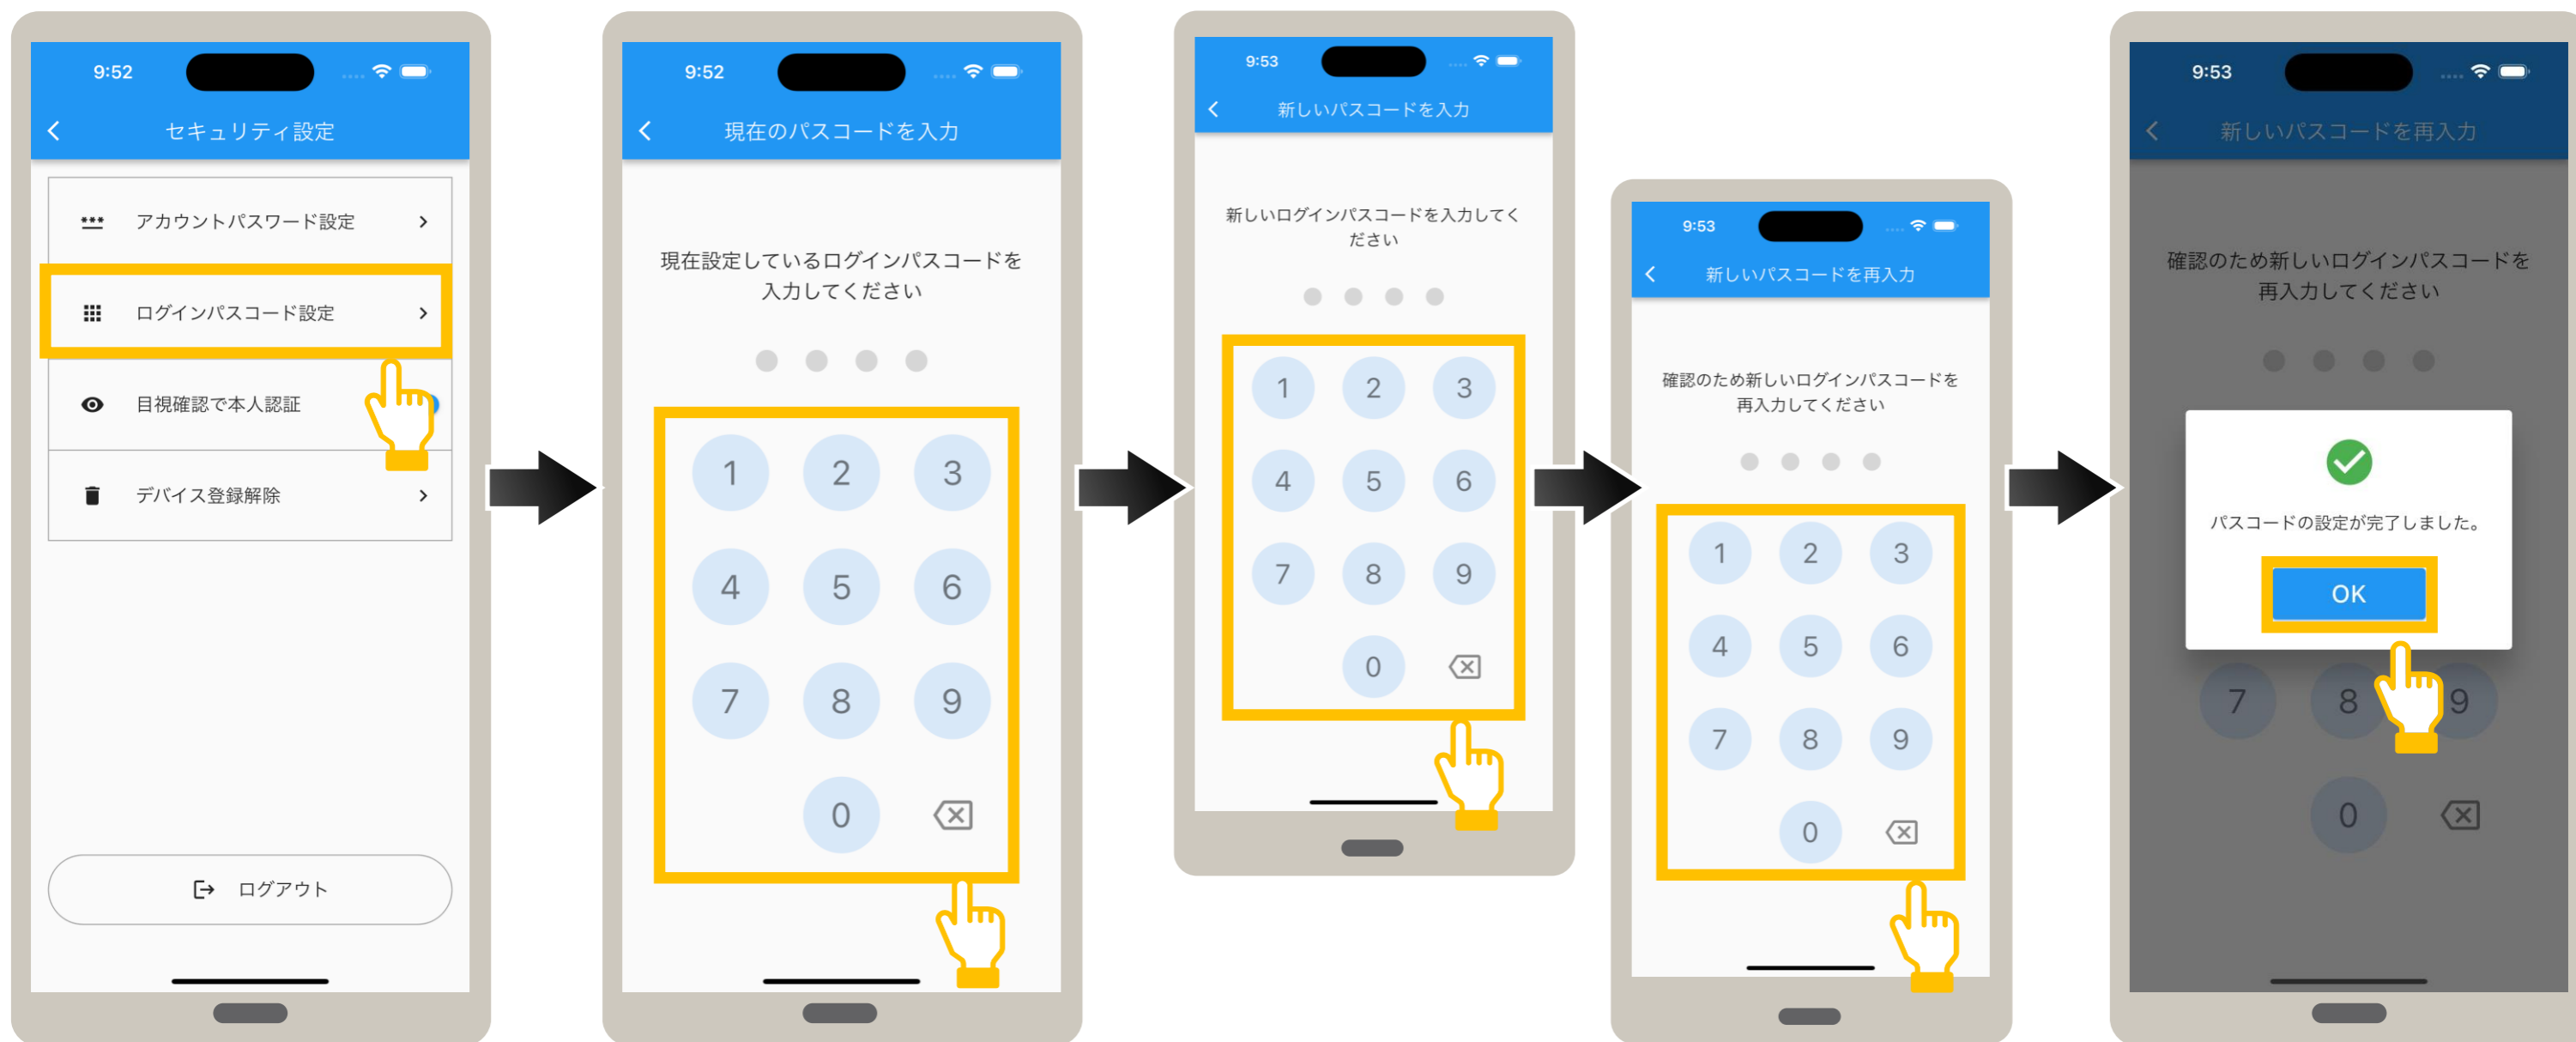 9:52
セキュリティ設定
アカウントパスワード設定
ログインパスコード設定
目視確認で本人認証
デバイス登録解除
ログアウト
9:52
現在のパスコードを入力
現在設定しているログインパスコードを
入力してください
1 2 3
4 5 6
7 8 9
0
9:53
新しいパスコードを入力
新しいログインパスコードを入力してく
ださい
1 2 3
4 5 6
7 8 9
0
9:53
新しいパスコードを再入力
確認のため新しいログインパスコードを
再入力してください
1 2 3
4 5 6
7 8 9
0
9:53
新しいパスコードを再入力
確認のため新しいログインパスコードを
再入力してください
パスコードの設定が完了しました。
OK
7 8 9
0